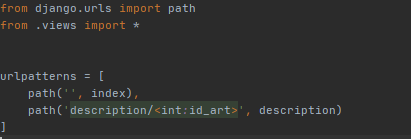 from django.urls import path
from .views import *
urlpatterns = [
    path('', index),
    path('description/<int:id_art>', description)
]